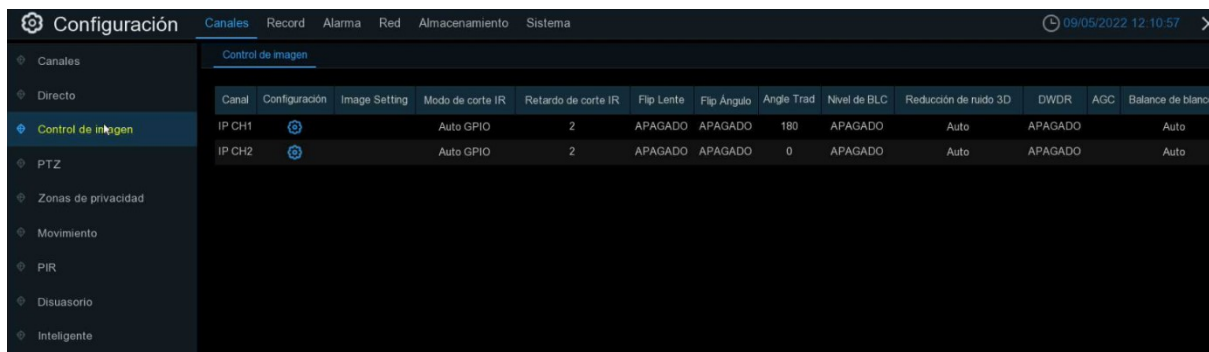 Configuración Canales Record Alarma Red Almacenamiento Sistema 09/05/2022 12:10:57
Canales
Directo
Control de imagen
PTZ
Zonas de privacidad
Movimiento
PIR
Disuasorio
Inteligente
Control de imagen
Canal Configuración Image Setting Modo de corte IR Retardo de corte IR Flip Lente Flip Ángulo Angle Trad Nivel de BLC Reducción de ruido 3D DWDR AGC Balance de blanc
IP CH1 Auto GPIO 2 APAGADO APAGADO 180 APAGADO Auto APAGADO Auto
IP CH2 Auto GPIO 2 APAGADO APAGADO 0 APAGADO Auto APAGADO Auto